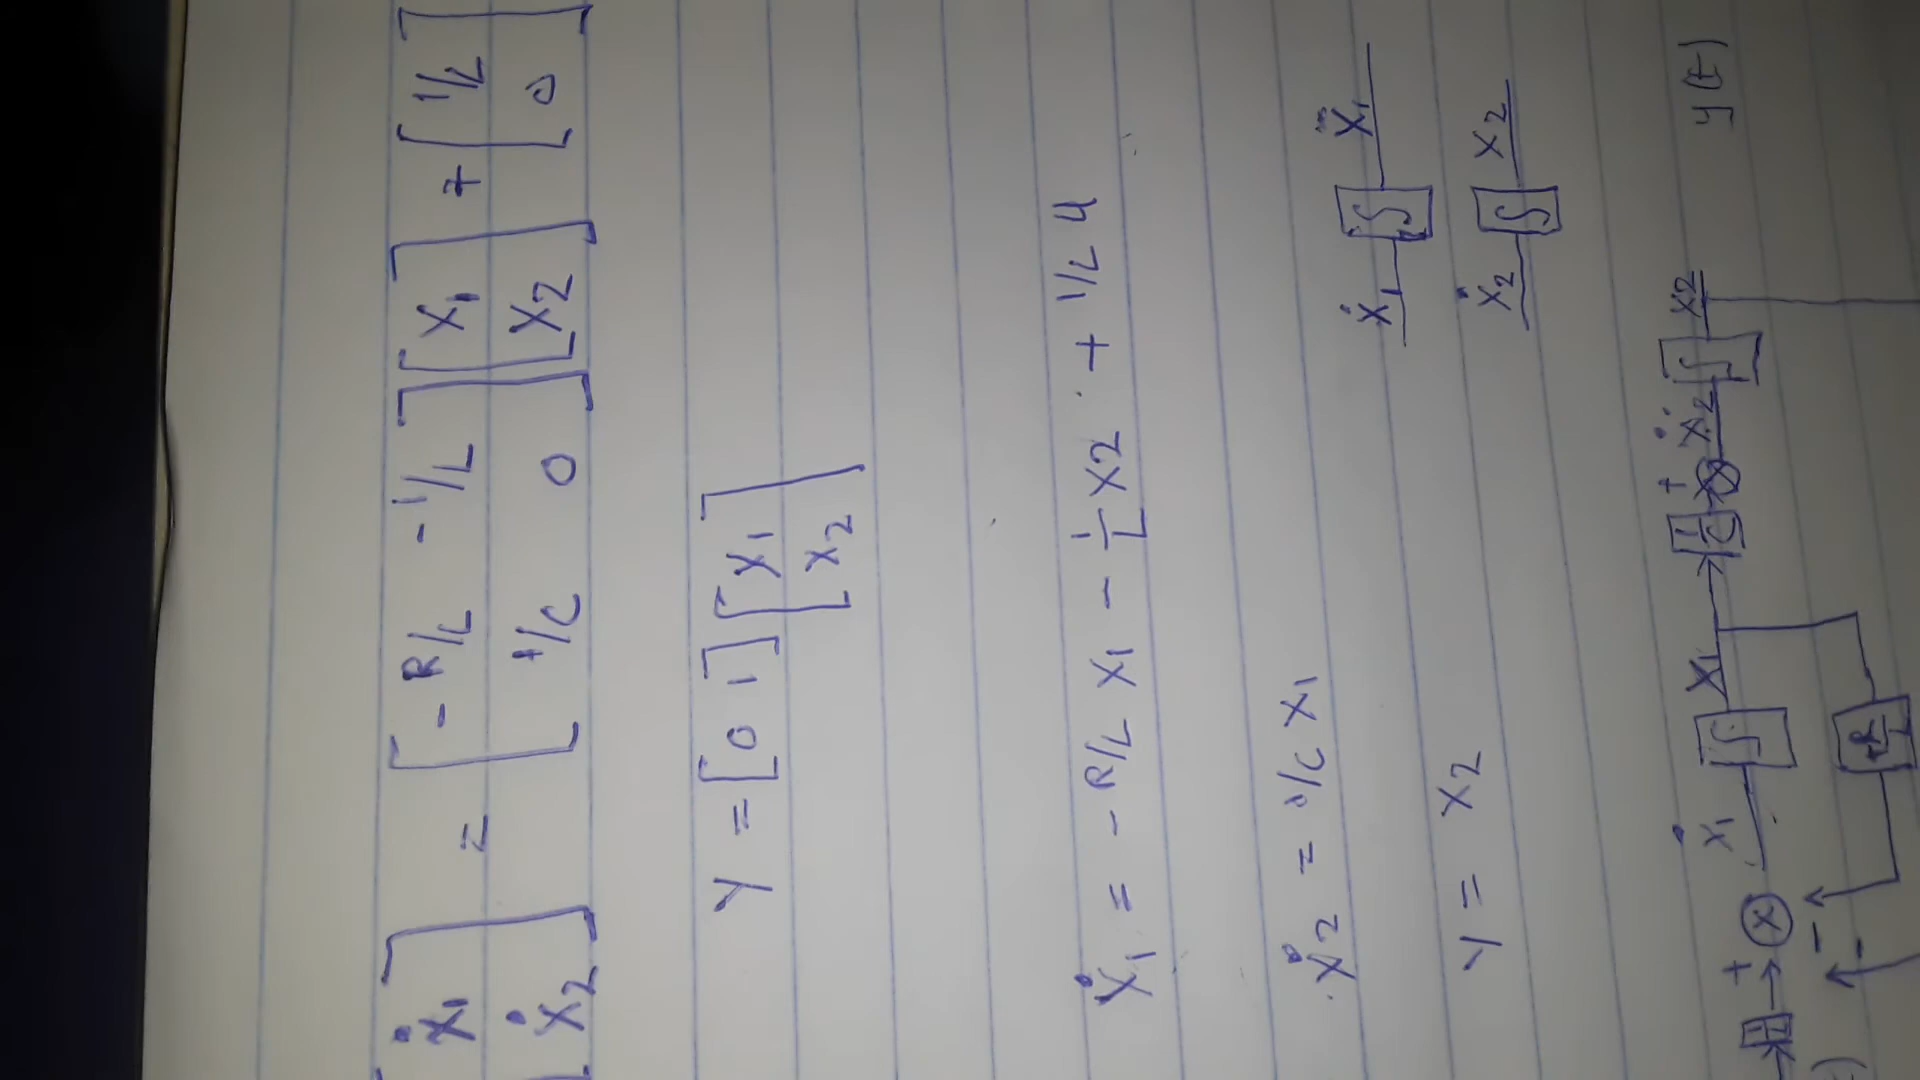 [ẋ1 ẋ2] = [-R/L -1/L 1/C 0] [x1 x2] + [1/L 0]
Y = [0 1] [x1 x2]
ẋ1 = -R/L x1 - 1/L x2 + 1/L u
ẋ2 = 1/C x1
ẋ1 ∫ x1
y = x2
ẋ2 ∫ x2
1/L + ẋ1 ∫ x1 1/C + ẋ2 ∫ x2 y(t)
- R/L
-